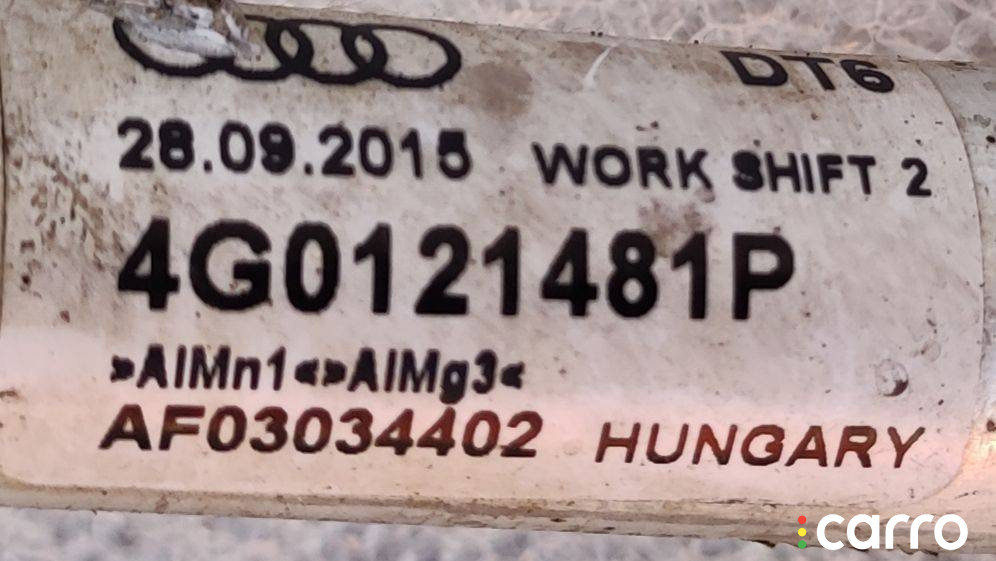 DT6
28.09.2015 WORK SHIFT 2
4G0121481P
»AlMn1«»AlMg3«
AF03034402 HUNGARY
carro